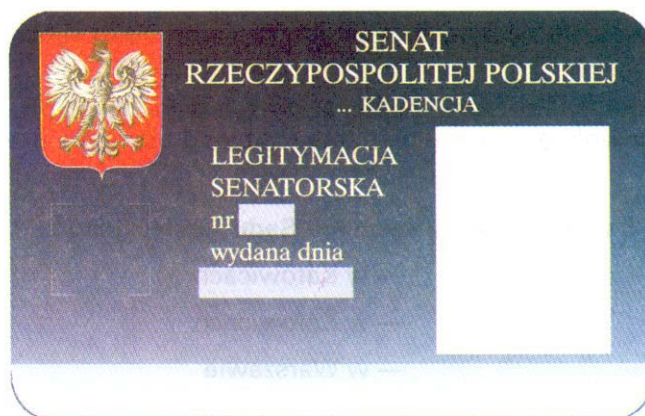 SENAT
RZECZYPOSPOLITEJ POLSKIEJ
... KADENCJA
LEGITYMACJA
SENATORSKA
nr
wydana dnia